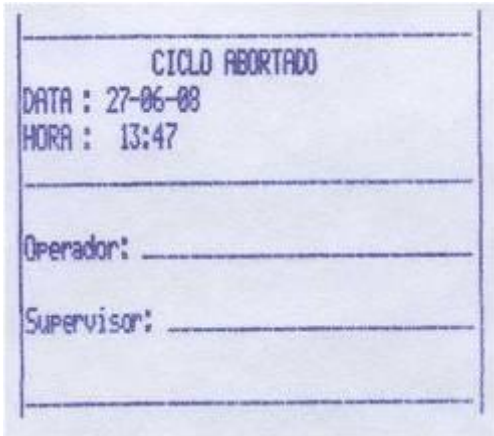 CICLO ABORTADO
DATA : 27-06-08
HORA : 13:47
Operador:
Supervisor: